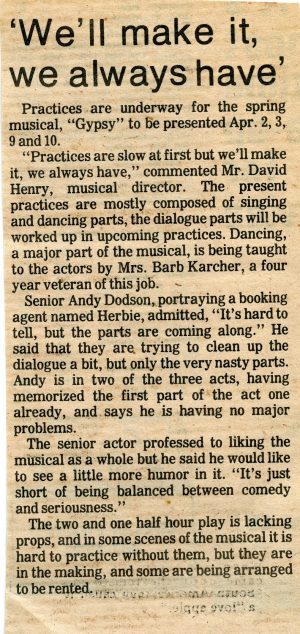 'We'll make it,
we always have'
Practices are underway for the spring
musical, "Gypsy" to be presented Apr. 2, 3,
9 and 10.
"Practices are slow at first but we'll make
it, we always have," commented Mr. David
Henry, musical director. The present
practices are mostly composed of singing
and dancing parts, the dialogue parts will be
worked up in upcoming practices. Dancing,
a major part of the musical, is being taught
to the actors by Mrs. Barb Karcher, a four
year veteran of this job.
Senior Andy Dodson, portraying a booking
agent named Herbie, admitted, "It's hard to
tell, but the parts are coming along." He
said that they are trying to clean up the
dialogue a bit, but only the very nasty parts.
Andy is in two of the three acts, having
memorized the first part of the act one
already, and says he is having no major
problems.
The senior actor professed to liking the
musical as a whole but he said he would like
to see a little more humor in it. "It's just
short of being balanced between comedy
and seriousness."
The two and one half hour play is lacking
props, and in some scenes of the musical it is
hard to practice without them, but they are
in the making, and some are being arranged
to be rented.